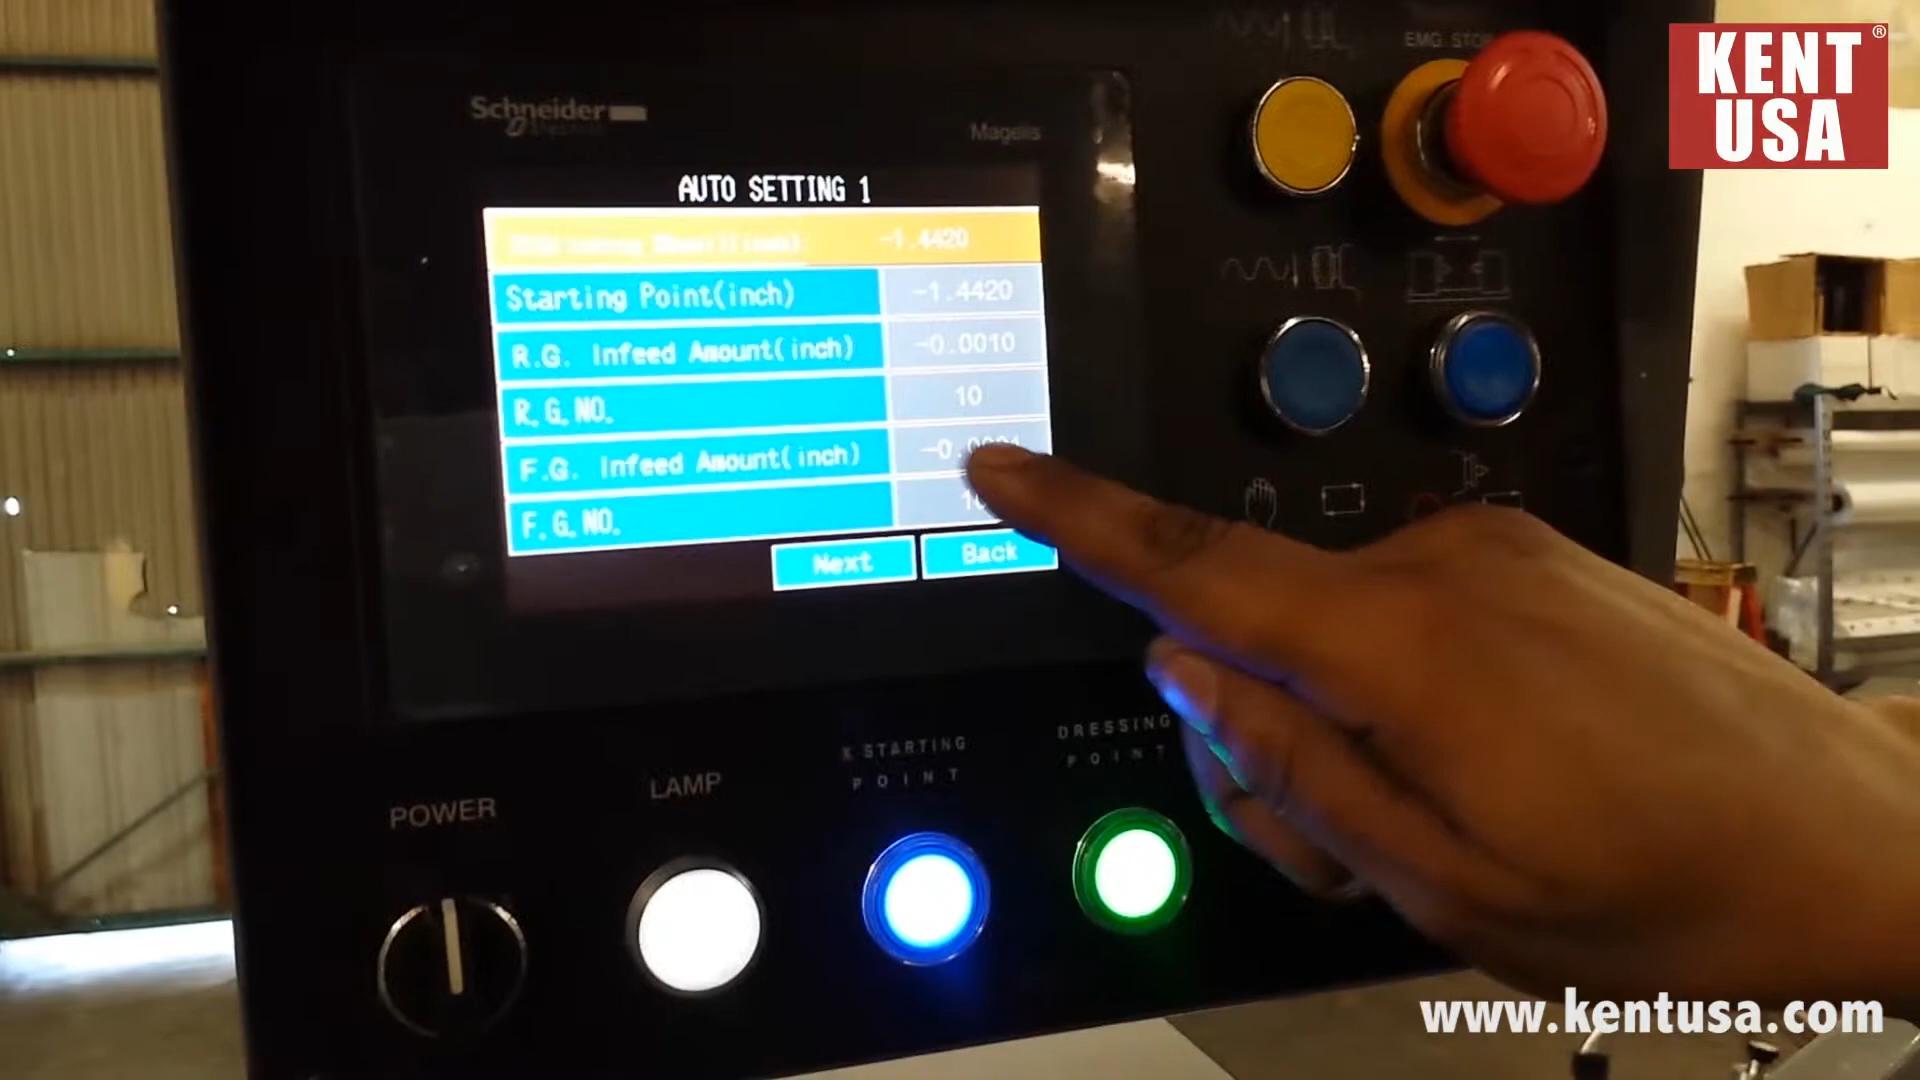 KENT®
USA
EMG. STOP
Schneider
Electric
Magelis
AUTO SETTING 1
-1.4420
Starting Point(inch) -1.4420
R.G. Infeed Amount(inch) -0.0010
R.G.NO. 10
F.G. Infeed Amount(inch)
F.G.NO.
Next Back
X STARTING
POINT
DRESSING
POINT
LAMP
POWER
www.kentusa.com